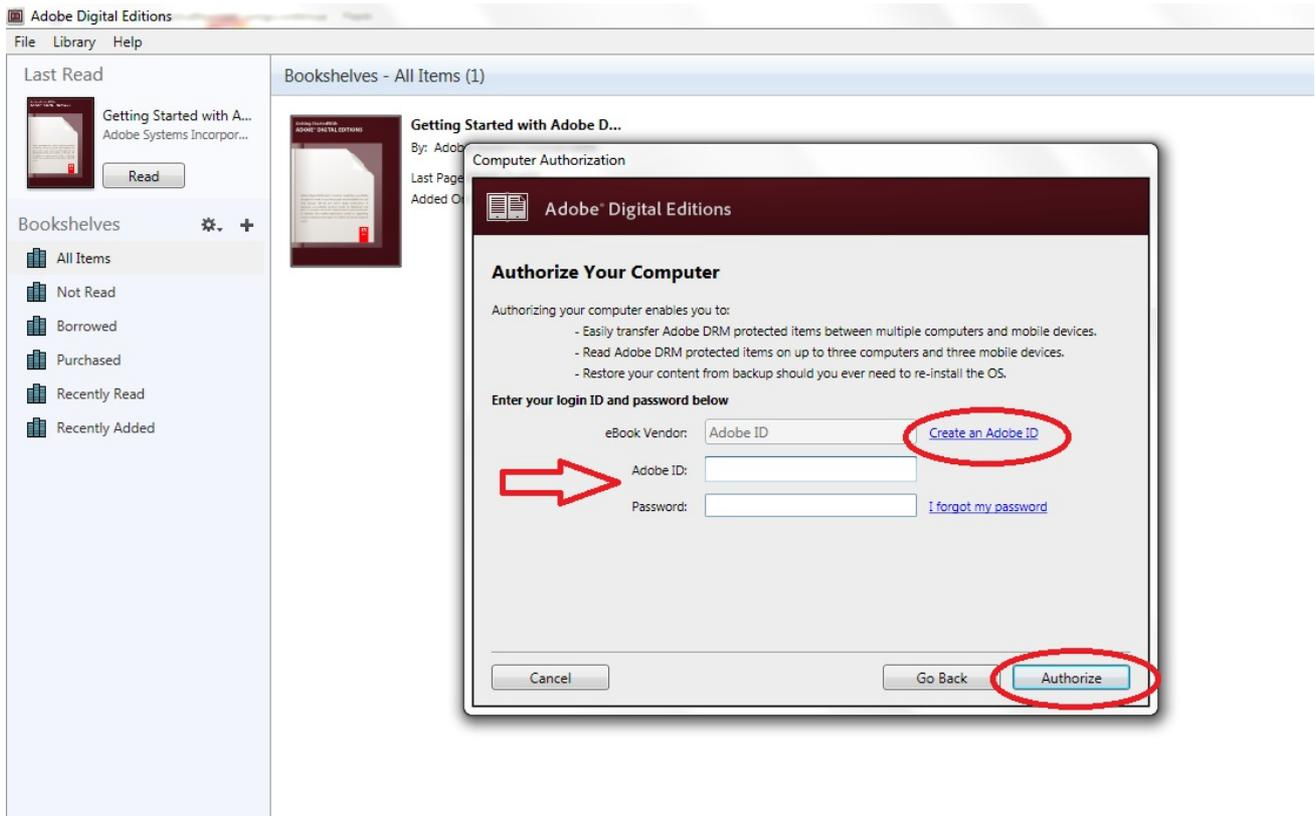 Adobe Digital Editions
File Library Help
Last Read
Getting Started with A...
Adobe Systems Incorpor...
Read
Bookshelves
All Items
Not Read
Borrowed
Purchased
Recently Read
Recently Added
Bookshelves - All Items (1)
Getting Started with Adobe D...
By: Adob
Last Page
Added O
Computer Authorization
Adobe® Digital Editions
Authorize Your Computer
Authorizing your computer enables you to:
- Easily transfer Adobe DRM protected items between multiple computers and mobile devices.
- Read Adobe DRM protected items on up to three computers and three mobile devices.
- Restore your content from backup should you ever need to re-install the OS.
Enter your login ID and password below
eBook Vendor: Adobe ID Create an Adobe ID
Adobe ID:
Password: I forgot my password
Cancel Go Back Authorize